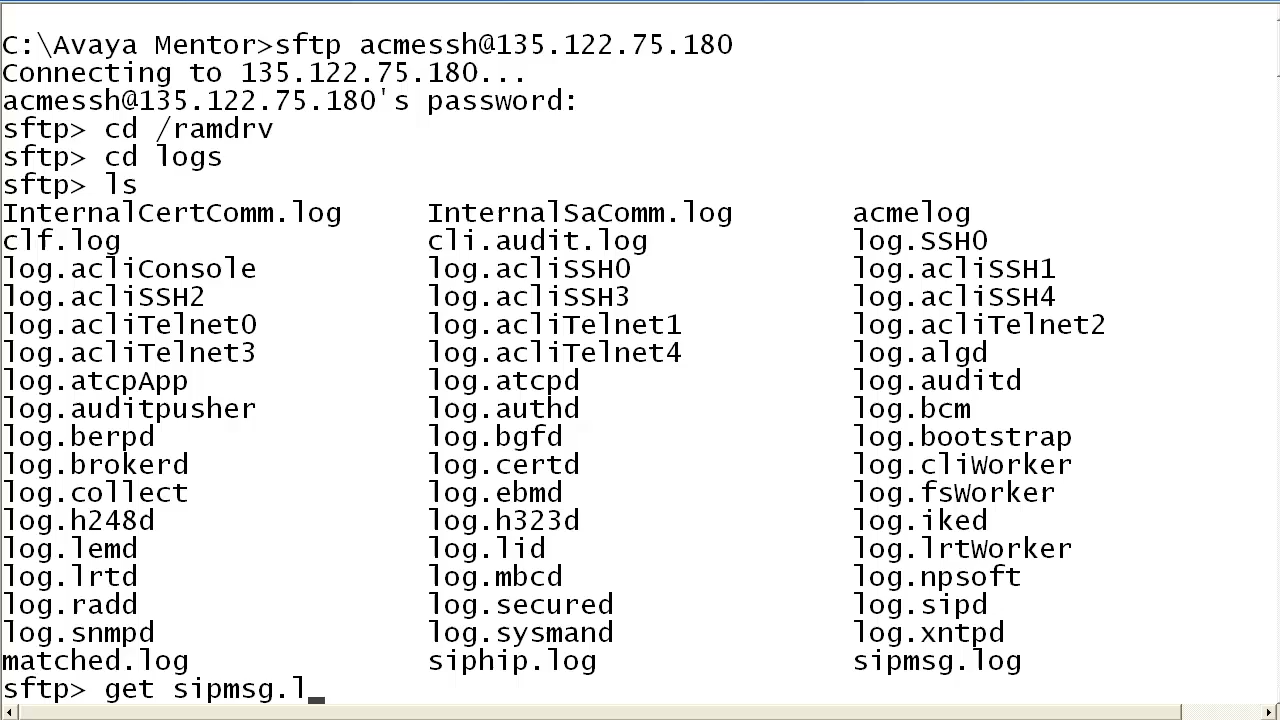 C:\Avaya Mentor>sftp acmessh@135.122.75.180
Connecting to 135.122.75.180...
acmessh@135.122.75.180's password:
sftp> cd /ramdrv
sftp> cd logs
sftp> ls
InternalCertComm.log InternalSaComm.log acmelog
clf.log cli.audit.log log.SSH0
log.acliConsole log.acliSSH0 log.acliSSH1
log.acliSSH2 log.acliSSH3 log.acliSSH4
log.acliTelnet0 log.acliTelnet1 log.acliTelnet2
log.acliTelnet3 log.acliTelnet4 log.algd
log.atcpApp log.atcpd log.auditd
log.auditpusher log.authd log.bcm
log.berpd log.bgfd log.bootstrap
log.brokerd log.certd log.cliWorker
log.collect log.ebmd log.fsWorker
log.h248d log.h323d log.iked
log.lemd log.lid log.lrtWorker
log.lrtd log.mbcd log.npsoft
log.radd log.secured log.sipd
log.snmpd log.sysmand log.xntpd
matched.log siphip.log sipmsg.log
sftp> get sipmsg.l_